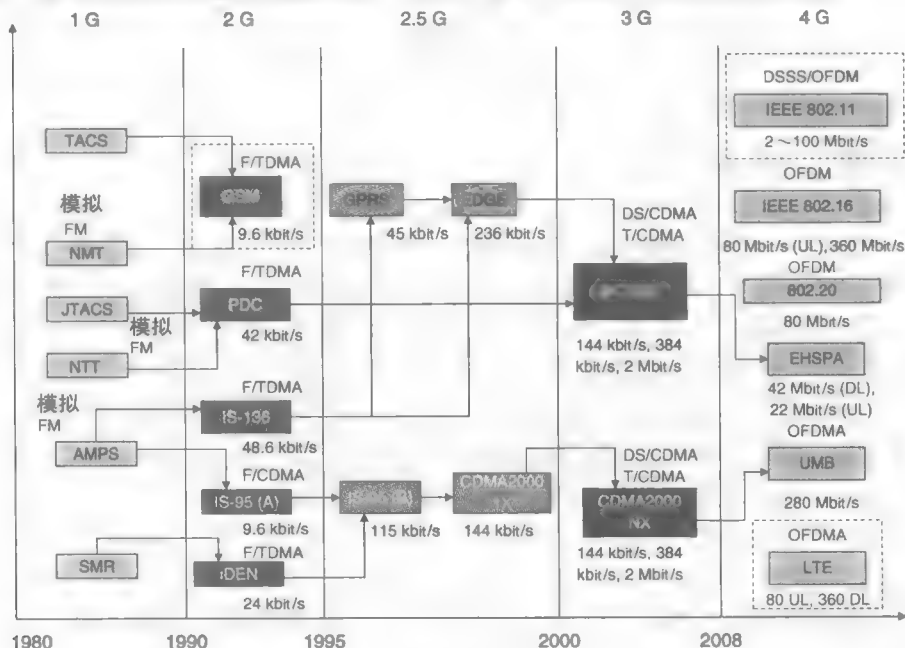 1 G
2 G
2.5 G
3 G
4 G
TACS
模拟
FM
NMT
JTACS
模拟
FM
NTT
模拟
FM
AMPS
SMR
F/TDMA
GSM
9.6 kbit/s
F/TDMA
PDC
42 kbit/s
F/TDMA
IS-136
48.6 kbit/s
F/CDMA
IS-95 (A)
9.6 kbit/s
F/TDMA
iDEN
24 kbit/s
GPRS
45 kbit/s
EDGE
236 kbit/s
115 kbit/s
CDMA2000
1X
144 kbit/s
DS/CDMA
T/CDMA
144 kbit/s, 384
kbit/s, 2 Mbit/s
DS/CDMA
T/CDMA
CDMA2000
NX
144 kbit/s, 384
kbit/s, 2 Mbit/s
DSSS/OFDM
IEEE 802.11
2～100 Mbit/s
OFDM
IEEE 802.16
80 Mbit/s (UL), 360 Mbit/s
OFDM
802.20
80 Mbit/s
EHSPA
42 Mbit/s (DL),
22 Mbit/s (UL)
OFDMA
UMB
280 Mbit/s
OFDMA
LTE
80 UL, 360 DL
1980
1990
1995
2000
2008